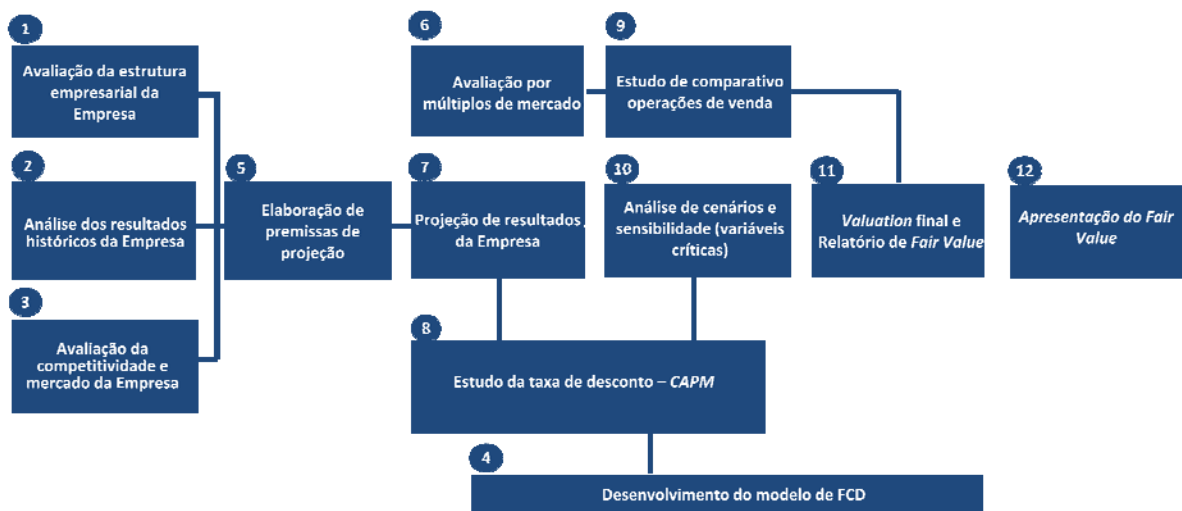 1
Avaliação da estrutura
empresarial da
Empresa
2
Análise dos resultados
históricos da Empresa
3
Avaliação da
competitividade e
mercado da Empresa
5
Elaboração de
premissas de
projeção
6
Avaliação por
múltiplos de mercado
7
Projeção de resultados
da Empresa
9
Estudo de comparativo
operações de venda
10
Análise de cenários e
sensibilidade (variáveis
críticas)
8
Estudo da taxa de desconto – CAPM
4
Desenvolvimento do modelo de FCD
11
Valuation final e
Relatório de Fair Value
12
Apresentação do Fair
Value